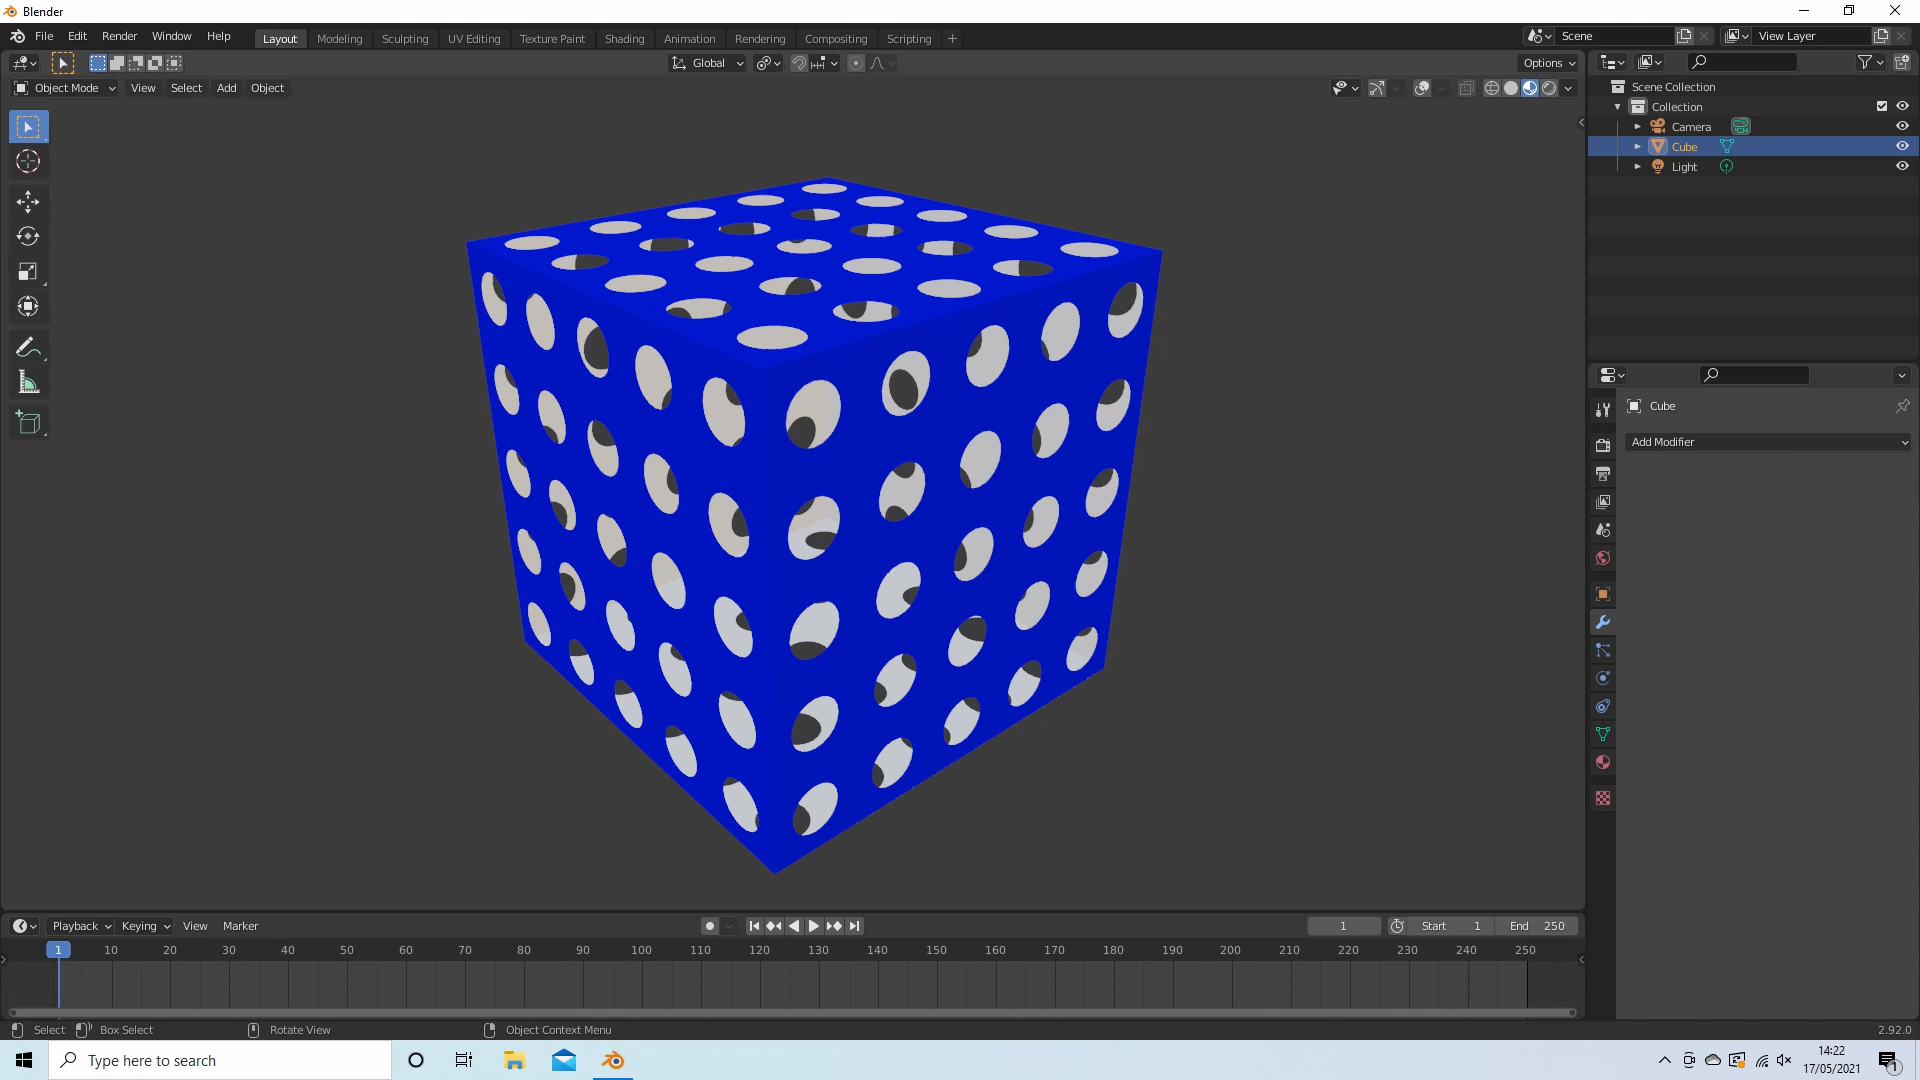 Blender
File Edit Render Window Help
Layout Modeling Sculpting UV Editing Texture Paint Shading Animation Rendering Compositing Scripting +
Scene View Layer
Global
Options
Object Mode View Select Add Object
Scene Collection
Collection
Camera
Cube
Light
Cube
Add Modifier
Playback Keying View Marker
1 Start 1 End 250
1 10 20 30 40 50 60 70 80 90 100 110 120 130 140 150 160 170 180 190 200 210 220 230 240 250
Select Box Select Rotate View Object Context Menu 2.92.0
Type here to search
14:22
17/05/2021
1